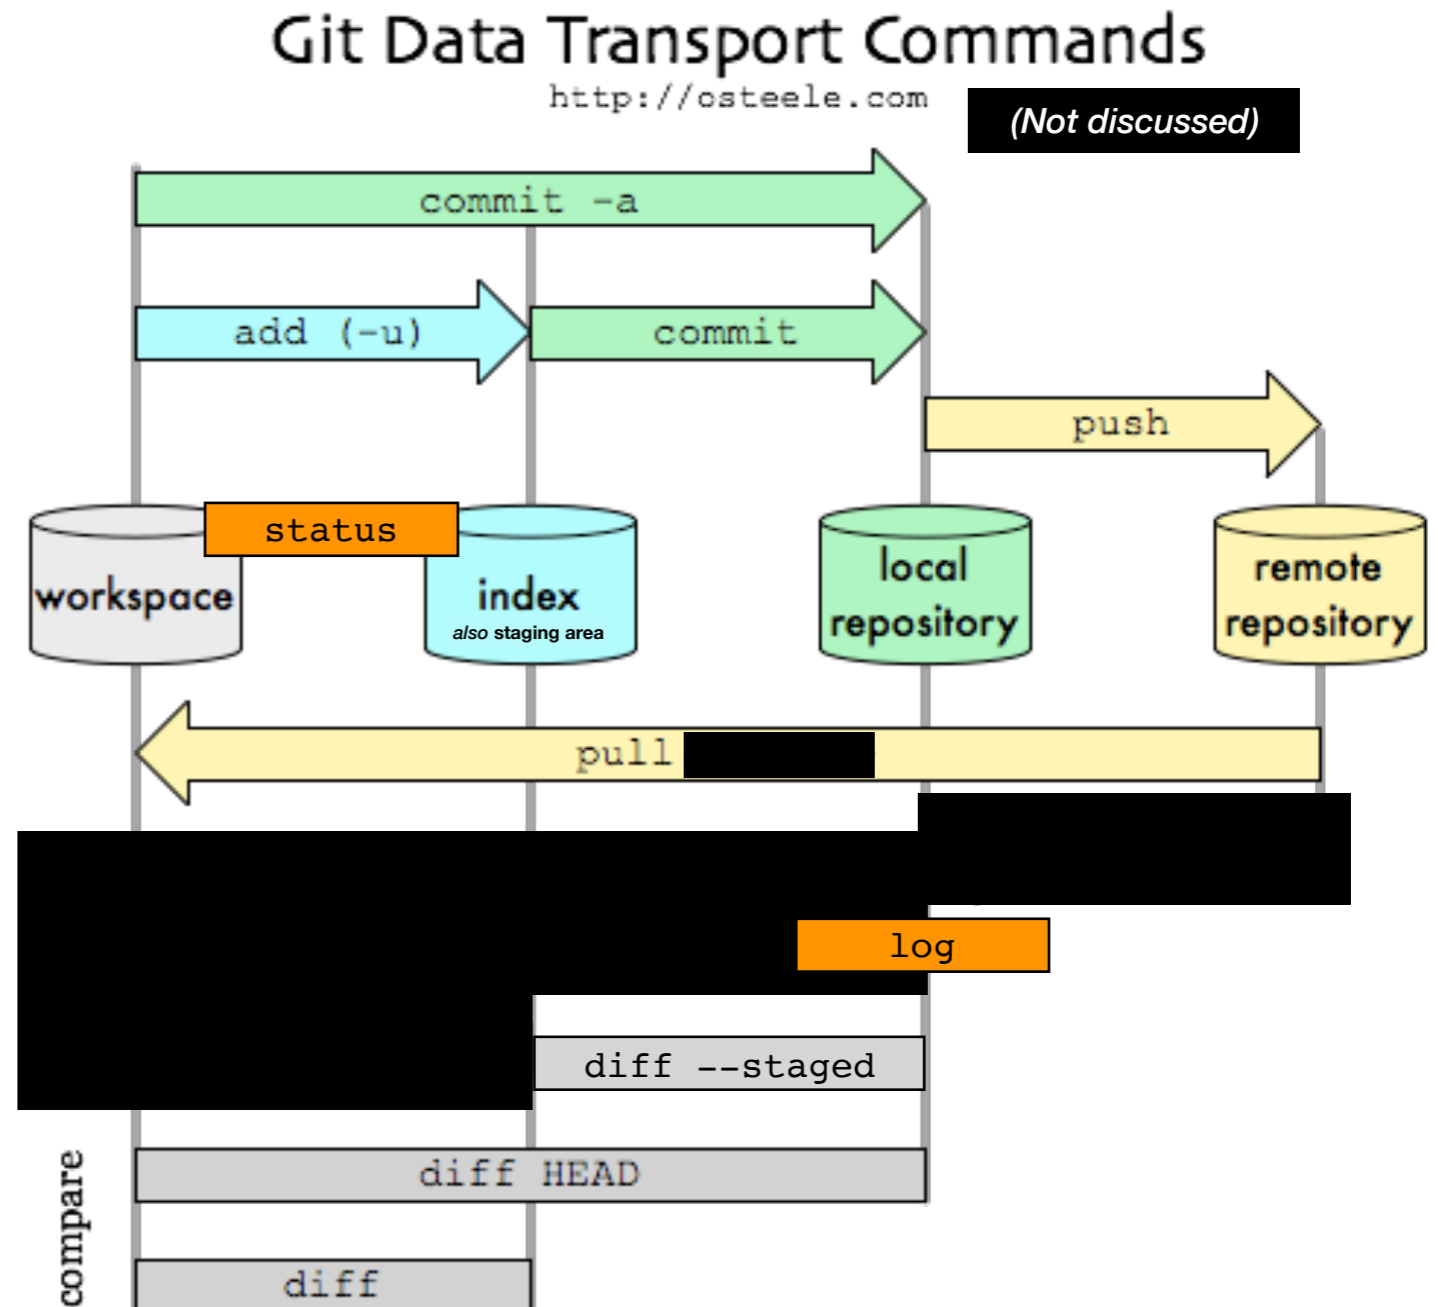 Git Data Transport Commands
http://osteele.com
(Not discussed)
commit -a
add (-u)
commit
push
status
workspace
index
also staging area
local
repository
remote
repository
pull
log
diff --staged
diff HEAD
compare
diff